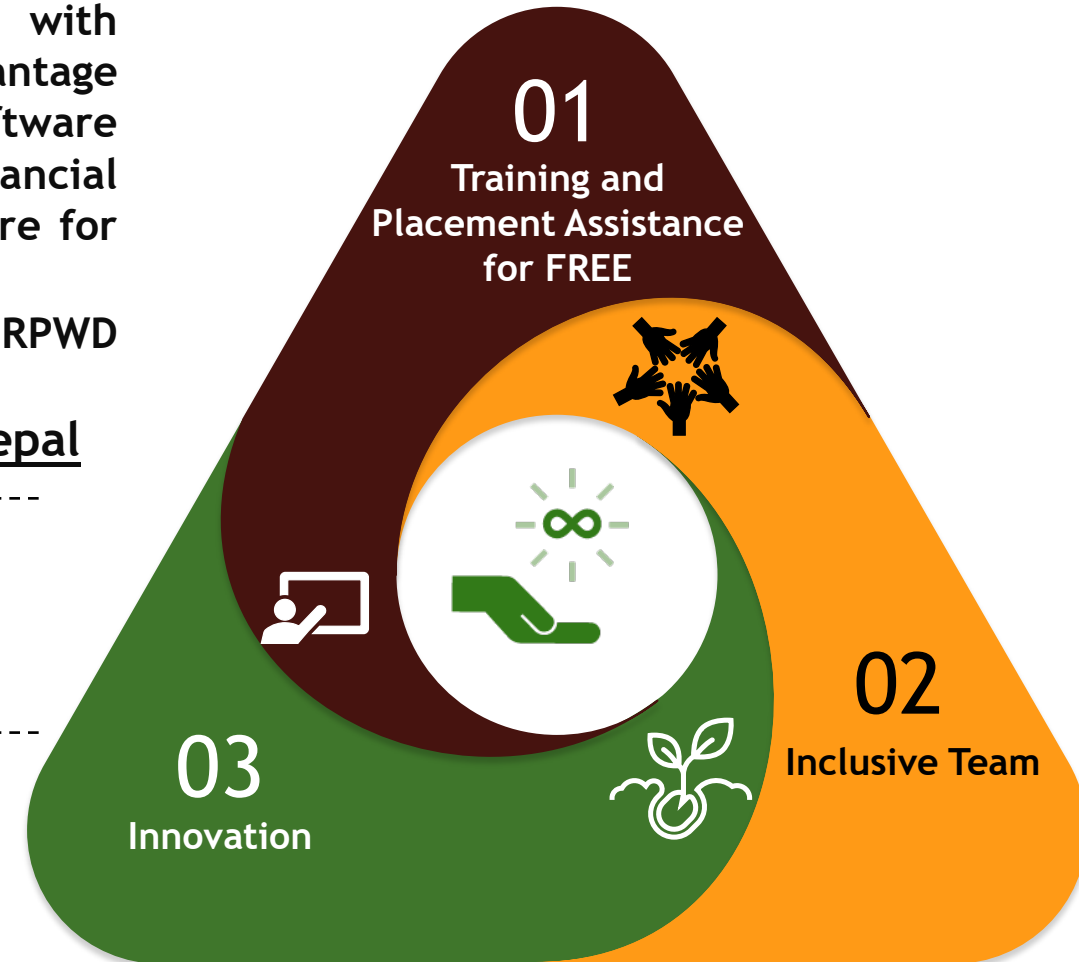 with
antage
ftware
ancial
re for
RPWD
epal
----
----
01
Training and
Placement Assistance
for FREE
02
Inclusive Team
03
Innovation